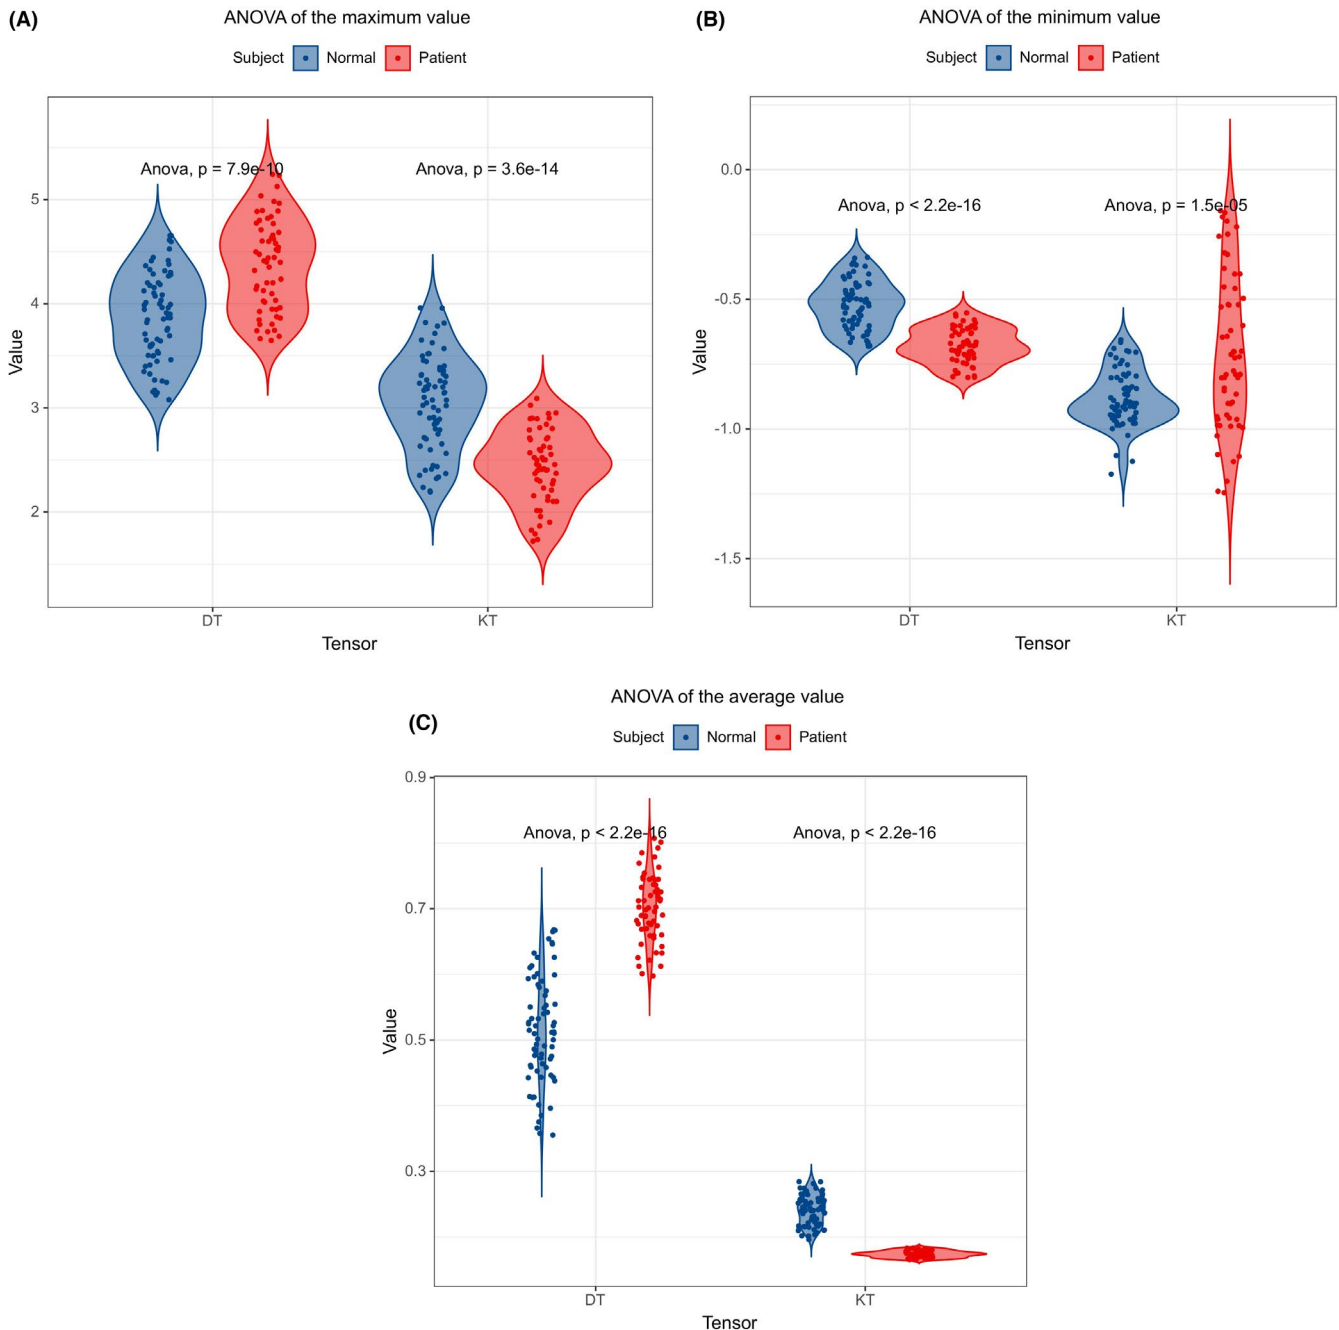 (A)
ANOVA of the maximum value
Subject Normal Patient
Anova, p = 7.9e-10
Anova, p = 3.6e-14
5
4
3
2
Value
DT
KT
Tensor
(B)
ANOVA of the minimum value
Subject Normal Patient
Anova, p < 2.2e-16
Anova, p = 1.5e-05
0.0
-0.5
-1.0
-1.5
Value
DT
KT
Tensor
(C)
ANOVA of the average value
Subject Normal Patient
Anova, p < 2.2e-16
Anova, p < 2.2e-16
0.9
0.7
0.5
0.3
Value
DT
KT
Tensor